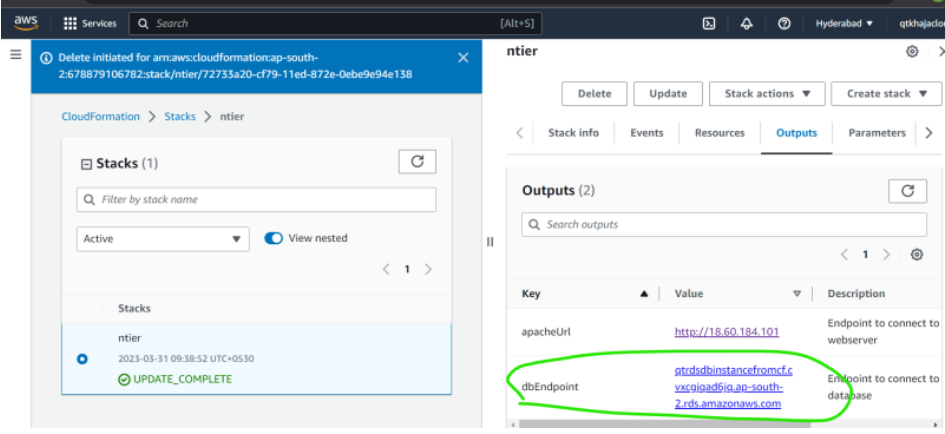 aws
Services
Search
[Alt+S]
Hyderabad
qtkhajaclo
Delete initiated for arn:aws:cloudformation:ap-south-
2:678879106782:stack/ntier/72733a20-cf79-11ed-872e-0ebe9e94e138
CloudFormation > Stacks > ntier
Stacks (1)
Filter by stack name
Active
View nested
1
Stacks
ntier
2023-03-31 09:38:52 UTC+0530
UPDATE_COMPLETE
ntier
Delete
Update
Stack actions
Create stack
Stack info
Events
Resources
Outputs
Parameters
Outputs (2)
Search outputs
1
Key
Value
Description
apacheUrl
http://18.60.184.101
Endpoint to connect to
webserver
dbEndpoint
qtrdsdbinstancefromcf.c
vxcgjqad6jq.ap-south-
2.rds.amazonaws.com
Endpoint to connect to
database